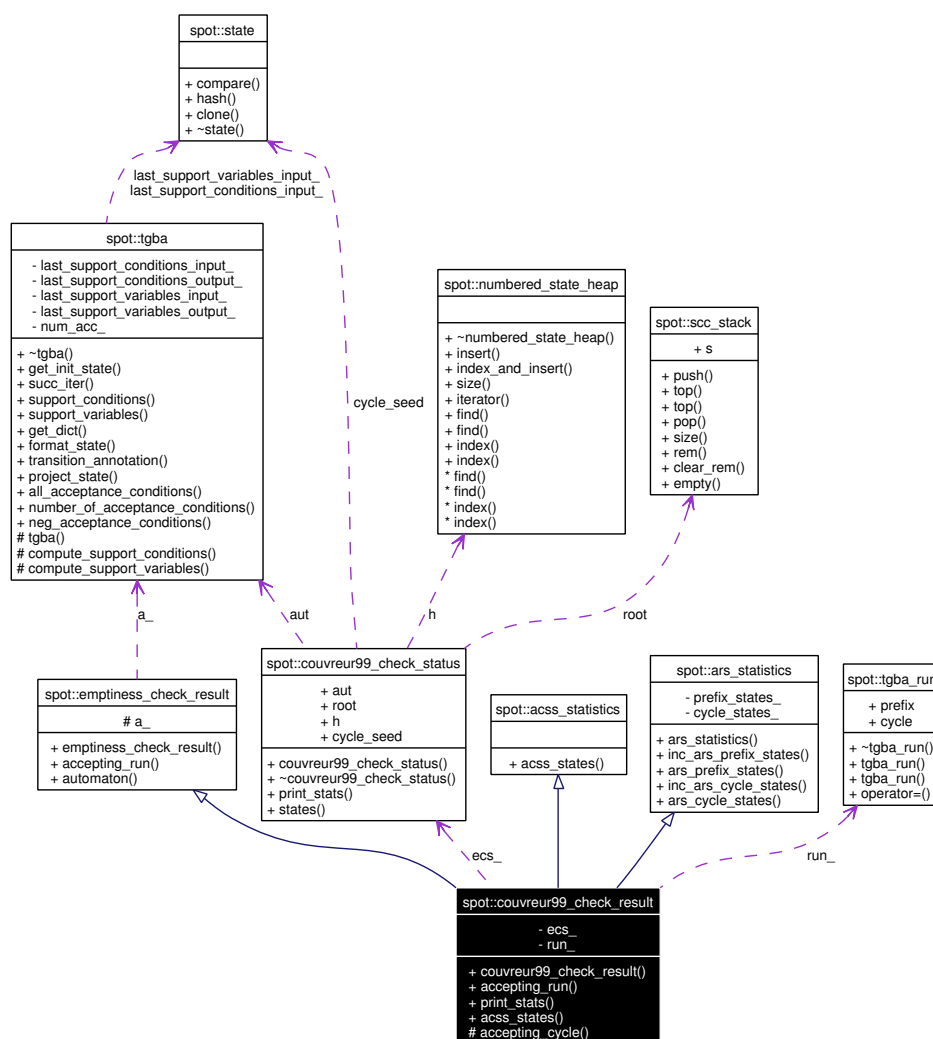 spot::state
+ compare()
+ hash()
+ clone()
+ ~state()
last_support_variables_input_
last_support_conditions_input_
spot::tgba
- last_support_conditions_input_
- last_support_conditions_output_
- last_support_variables_input_
- last_support_variables_output_
- num_acc_
+ ~tgba()
+ get_init_state()
+ succ_iter()
+ support_conditions()
+ support_variables()
+ get_dict()
+ format_state()
+ transition_annotation()
+ project_state()
+ all_acceptance_conditions()
+ number_of_acceptance_conditions()
+ neg_acceptance_conditions()
# tgba()
# compute_support_conditions()
# compute_support_variables()
cycle_seed
spot::numbered_state_heap
+ ~numbered_state_heap()
+ insert()
+ index_and_insert()
+ size()
+ iterator()
+ find()
+ find()
+ index()
+ index()
* find()
* find()
* index()
* index()
spot::scc_stack
+ s
+ push()
+ top()
+ top()
+ pop()
+ size()
+ rem()
+ clear_rem()
+ empty()
a_
aut
h
root
spot::emptiness_check_result
# a_
+ emptiness_check_result()
+ accepting_run()
+ automaton()
spot::couvreur99_check_status
+ aut
+ root
+ h
+ cycle_seed
+ couvreur99_check_status()
+ ~couvreur99_check_status()
+ print_stats()
+ states()
spot::acss_statistics
+ acss_states()
spot::ars_statistics
- prefix_states_
- cycle_states_
+ ars_statistics()
+ inc_ars_prefix_states()
+ ars_prefix_states()
+ inc_ars_cycle_states()
+ ars_cycle_states()
spot::tgba_run
+ prefix
+ cycle
+ ~tgba_run()
+ tgba_run()
+ tgba_run()
+ operator=()
ecs_
run_
spot::couvreur99_check_result
- ecs_
- run_
+ couvreur99_check_result()
+ accepting_run()
+ print_stats()
+ acss_states()
# accepting_cycle()